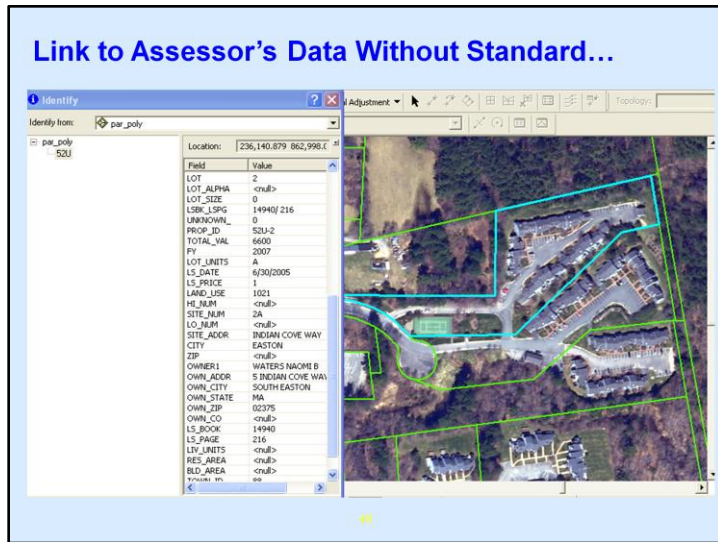 Link to Assessor's Data Without Standard...
Identify
Identify from: par_poly
par_poly
52U
Location: 236,140.879 862,998.
Field Value
LOT 2
LOT_ALPHA <null>
LOT_SIZE 0
LSBK_LSPG 14940/ 216
UNKNOWN_ 0
PROP_ID 52U-2
TOTAL_VAL 6600
FY 2007
LOT_UNITS A
LS_DATE 6/30/2005
LS_PRICE 1
LAND_USE 1021
HI_NUM <null>
SITE_NUM 2A
LO_NUM <null>
SITE_ADDR INDIAN COVE WAY
CITY EASTON
ZIP <null>
OWNER1 WATERS NAOMI B
OWN_ADDR 5 INDIAN COVE WAY
OWN_CITY SOUTH EASTON
OWN_STATE MA
OWN_ZIP 02375
OWN_CO <null>
LS_BOOK 14940
LS_PAGE 216
LIV_UNITS <null>
RES_AREA <null>
BLD_AREA <null>
TOWN_ID 88
al Adjustment
Topology: